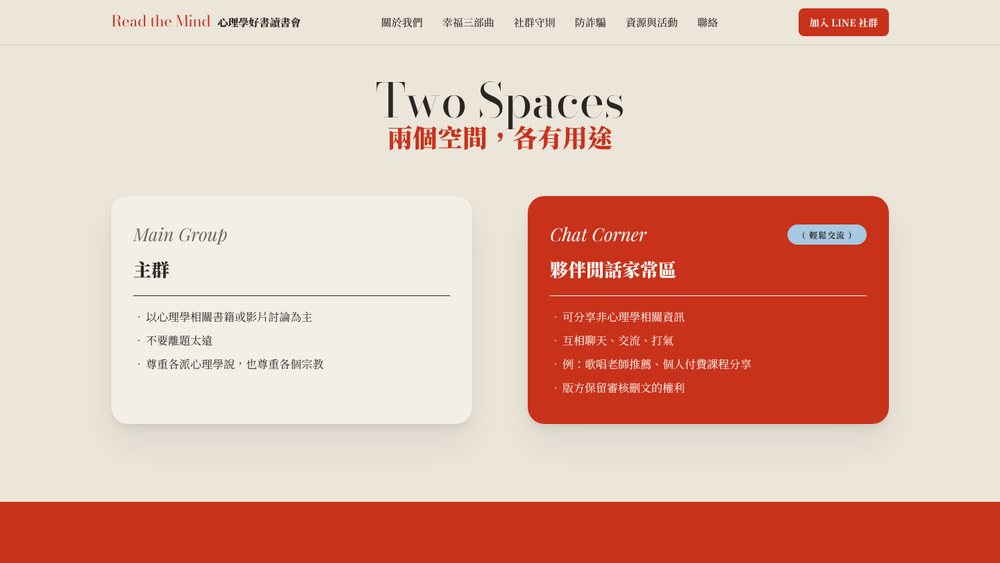 Read the Mind 心理學好書讀書會
關於我們 幸福三部曲 社群守則 防詐騙 資源與活動 聯絡
加入 LINE 社群
Two Spaces
兩個空間，各有用途
Main Group
主群
· 以心理學相關書籍或影片討論為主
· 不要離題太遠
· 尊重各派心理學說，也尊重各個宗教
Chat Corner
（ 輕鬆交流 ）
夥伴閒話家常區
· 可分享非心理學相關資訊
· 互相聊天、交流、打氣
· 例：歌唱老師推薦、個人付費課程分享
· 版方保留審核刪文的權利